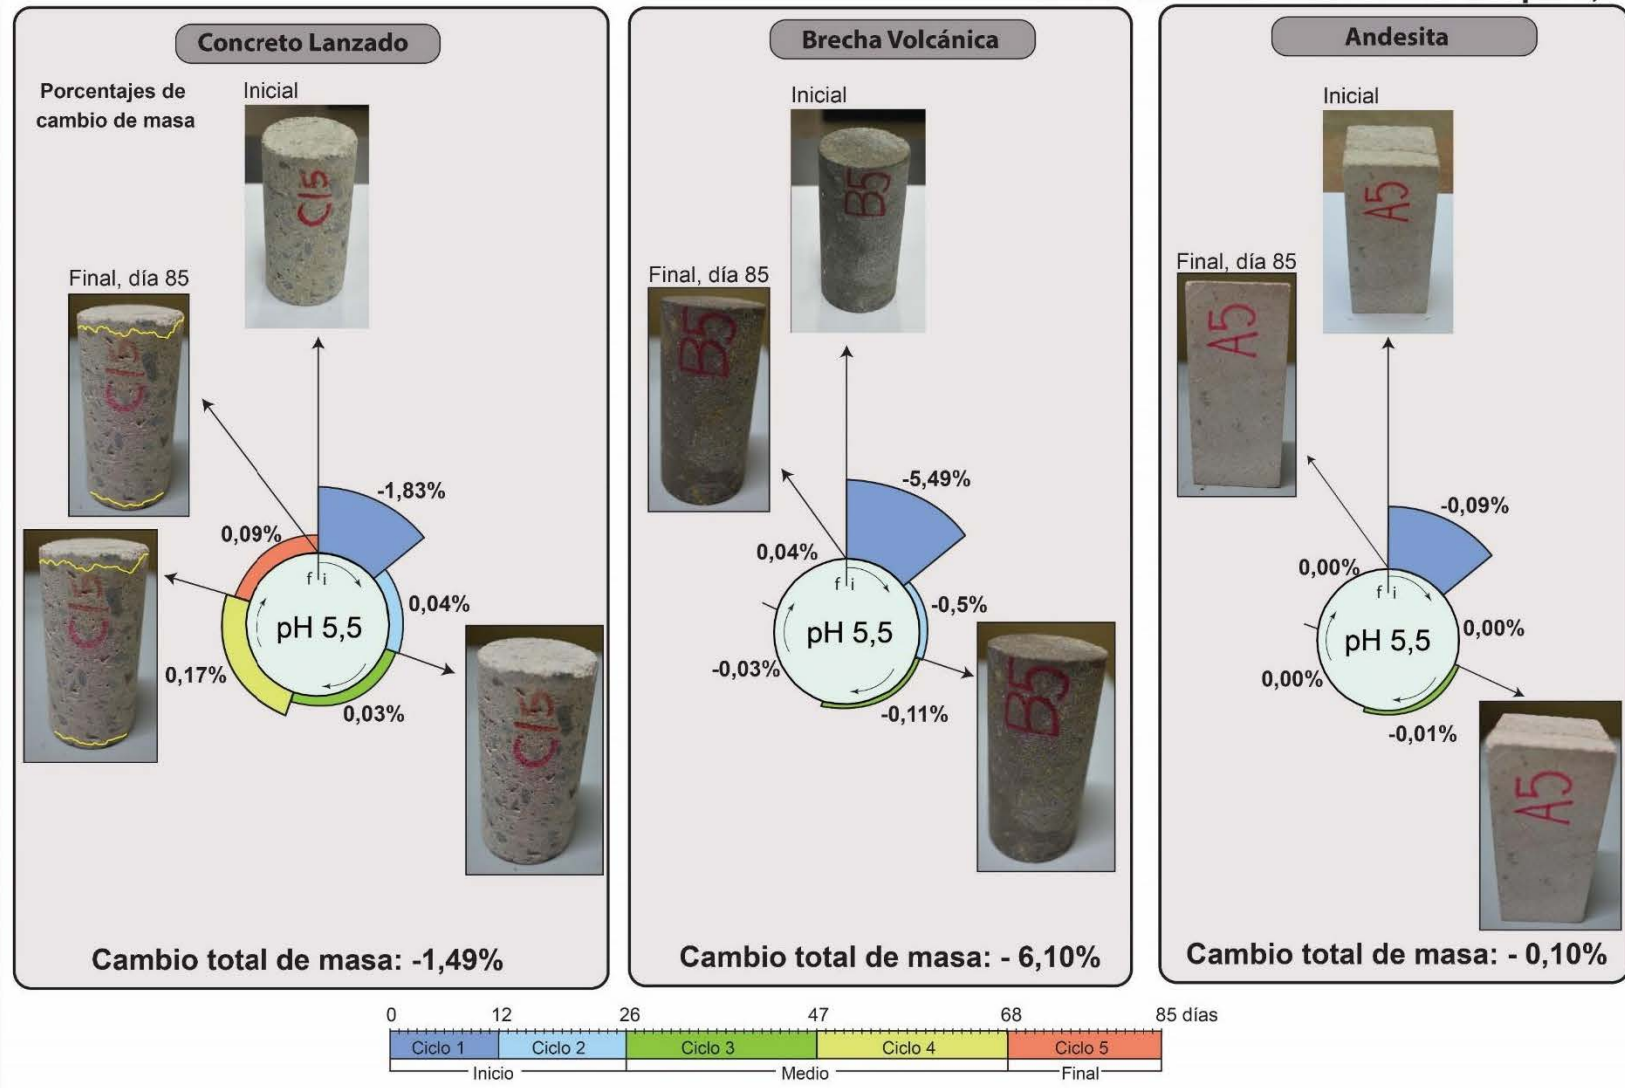 Concreto Lanzado
Porcentajes de
cambio de masa
Inicial
C15
Final, día 85
C15
C15
C15
-1,83%
0,04%
0,03%
0,17%
0,09%
f i
pH 5,5
Cambio total de masa: -1,49%
Brecha Volcánica
Inicial
B5
Final, día 85
B5
B5
-5,49%
-0,5%
-0,11%
-0,03%
0,04%
f i
pH 5,5
Cambio total de masa: - 6,10%
Andesita
Inicial
A5
Final, día 85
A5
A5
-0,09%
0,00%
-0,01%
0,00%
0,00%
f i
pH 5,5
Cambio total de masa: - 0,10%
0 12 26 47 68 85 días
Ciclo 1 Ciclo 2 Ciclo 3 Ciclo 4 Ciclo 5
Inicio Medio Final